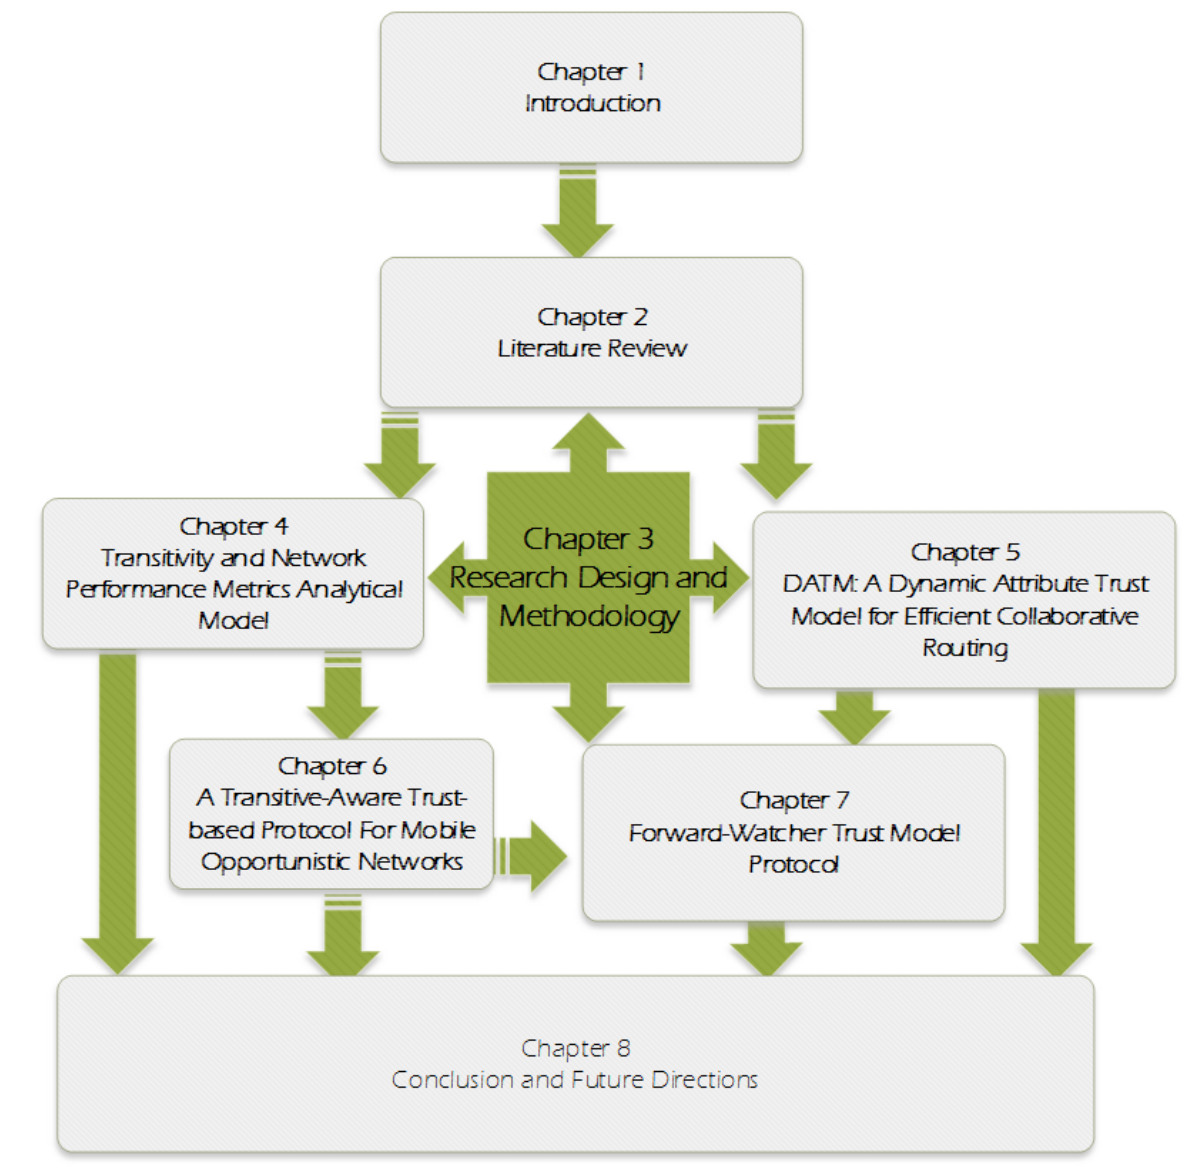 Chapter 1
Introduction
Chapter 2
Literature Review
Chapter 3
Research Design and
Methodology
Chapter 4
Transitivity and Network
Performance Metrics Analytical
Model
Chapter 5
DATM: A Dynamic Attribute Trust
Model for Efficient Collaborative
Routing
Chapter 6
A Transitive-Aware Trust-
based Protocol For Mobile
Opportunistic Networks
Chapter 7
Forward-Watcher Trust Model
Protocol
Chapter 8
Conclusion and Future Directions